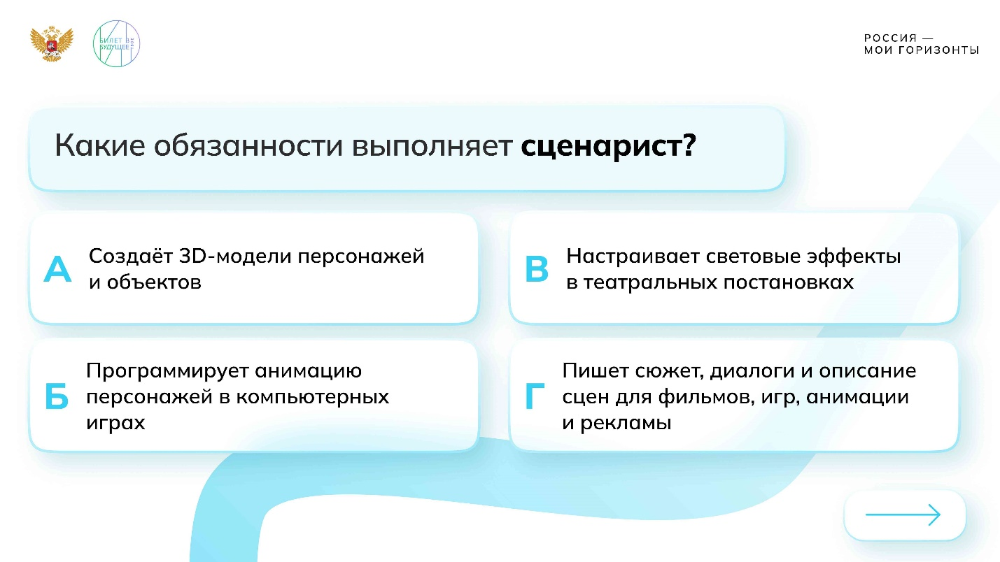 БИЛЕТ В
БУДУЩЕЕ
ТВОЁ
РОССИЯ —
МОИ ГОРИЗОНТЫ
Какие обязанности выполняет сценарист?
А
Создаёт 3D-модели персонажей
и объектов
В
Настраивает световые эффекты
в театральных постановках
Б
Программирует анимацию
персонажей в компьютерных
играх
Г
Пишет сюжет, диалоги и описание
сцен для фильмов, игр, анимации
и рекламы